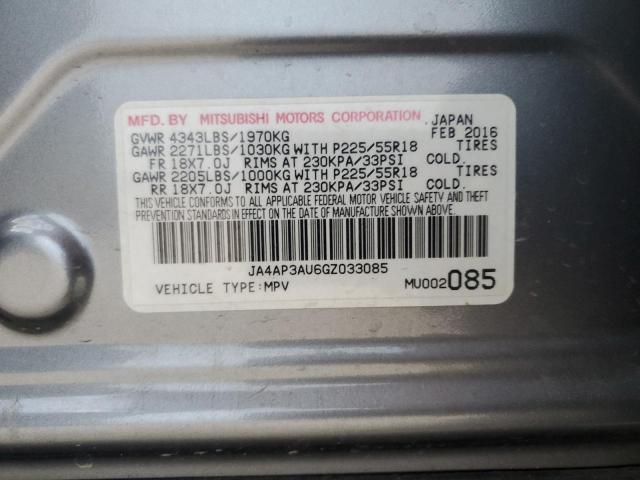 MFD. BY MITSUBISHI MOTORS CORPORATION JAPAN
GVWR 4343LBS/1970KG FEB 2016
GAWR 2271LBS/1030KG WITH P225/55R18 TIRES
FR 18X7.0J RIMS AT 230KPA/33PSI COLD.
GAWR 2205LBS/1000KG WITH P225/55R18 TIRES
RR 18X7.0J RIMS AT 230KPA/33PSI COLD.
THIS VEHICLE CONFORMS TO ALL APPLICABLE FEDERAL MOTOR VEHICLE SAFETY AND THEFT
PREVENTION STANDARDS IN EFFECT ON THE DATE OF MANUFACTURE SHOWN ABOVE.
JA4AP3AU6GZ033085
VEHICLE TYPE:MPV MU002085